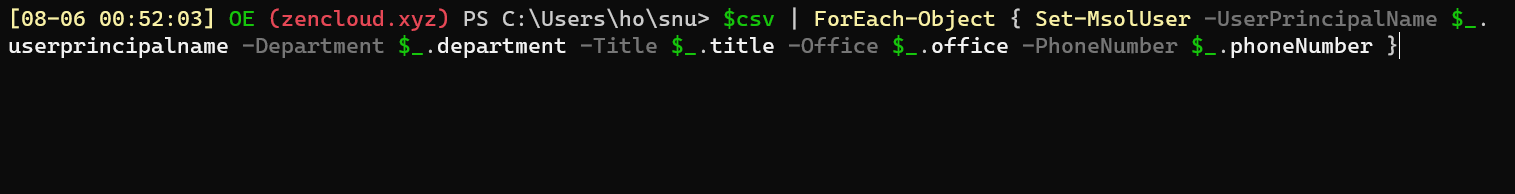 [08-06 00:52:03] OE (zencloud.xyz) PS C:\Users\ho\snu> $csv | ForEach-Object { Set-MsolUser -UserPrincipalName $_.
userprincipalname -Department $_.department -Title $_.title -Office $_.office -PhoneNumber $_.phoneNumber }